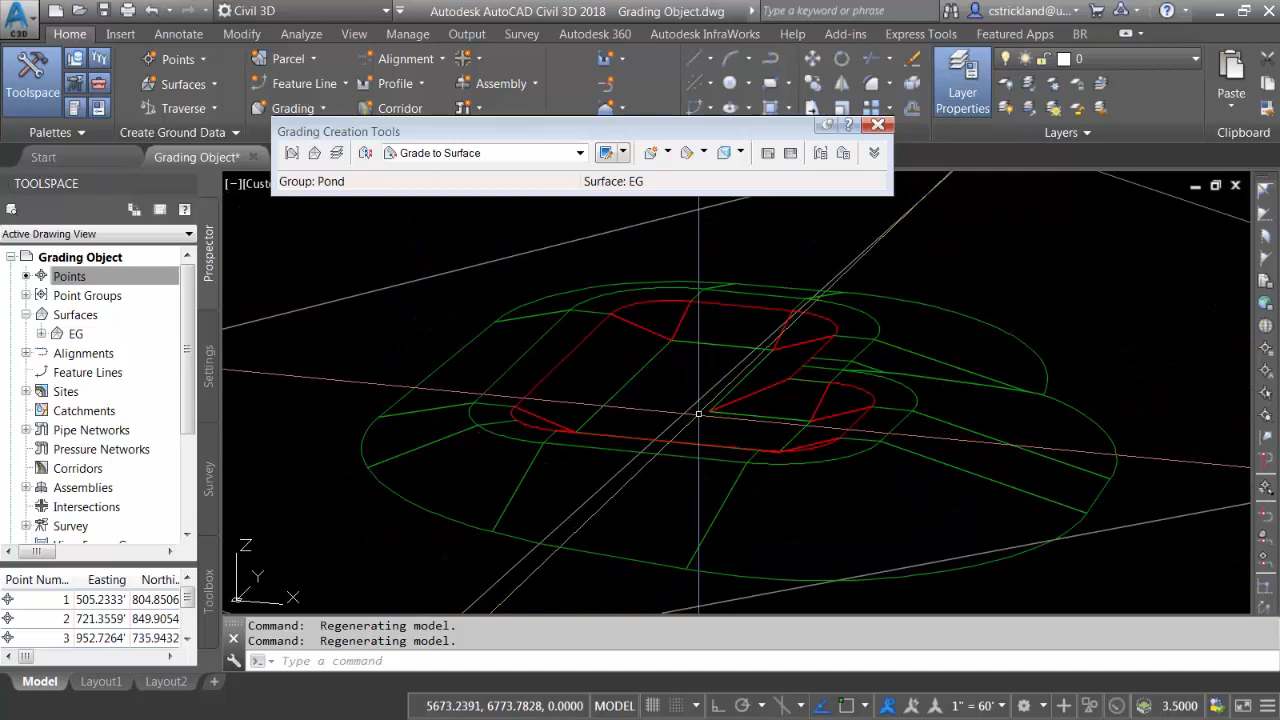 Civil 3D
Autodesk AutoCAD Civil 3D 2018 Grading Object.dwg
Type a keyword or phrase
cstrickland@u...
Home Insert Annotate Modify Analyze View Manage Output Survey Autodesk 360 Autodesk InfraWorks Help Add-ins Express Tools Featured Apps BR
Toolspace
Points
Surfaces
Traverse
Parcel
Feature Line
Grading
Alignment
Profile
Corridor
Assembly
Layer
Properties
0
Paste
Palettes
Create Ground Data
Layers
Clipboard
Start
Grading Object*
Grading Creation Tools
Grade to Surface
Group: Pond
Surface: EG
[−][Cust
TOOLSPACE
Active Drawing View
Grading Object
Points
Point Groups
Surfaces
EG
Alignments
Feature Lines
Sites
Catchments
Pipe Networks
Pressure Networks
Corridors
Assemblies
Intersections
Survey
Prospector
Settings
Survey
Toolbox
Point Num... Easting Northi
1 505.2333' 804.8506
2 721.3559' 849.9054
3 952.7264' 735.9432
Z
Y
X
Command: Regenerating model.
Command: Regenerating model.
Type a command
Model Layout1 Layout2 +
5673.2391, 6773.7828, 0.0000 MODEL
1" = 60'
3.5000